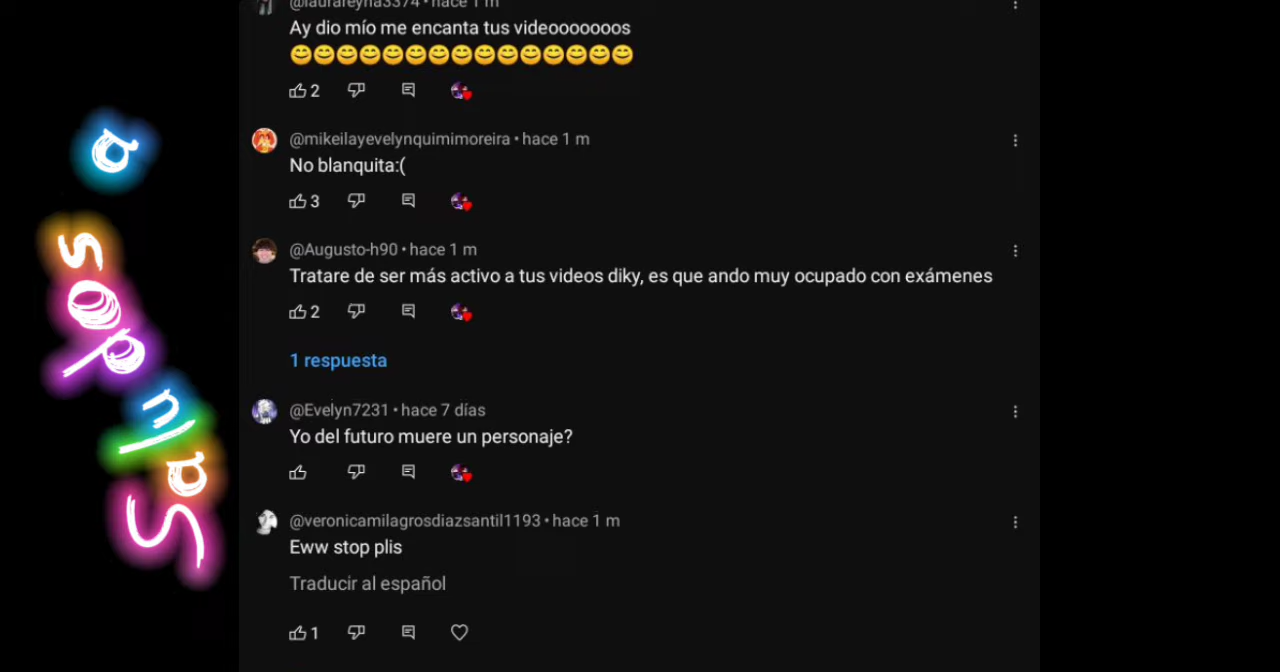 @laurareyna3374 • hace 1 m
Ay dio mío me encanta tus videooooooos
😊😊😊😊😊😊😊😊😊😊😊😊😊😊😊
2
@mikeilayevelynquimimoreira • hace 1 m
No blanquita:(
3
@Augusto-h90 • hace 1 m
Tratare de ser más activo a tus videos diky, es que ando muy ocupado con exámenes
2
1 respuesta
@Evelyn7231 • hace 7 días
Yo del futuro muere un personaje?
@veronicamilagrosdiazsantil1193 • hace 1 m
Eww stop plis
Traducir al español
1
Saludos a